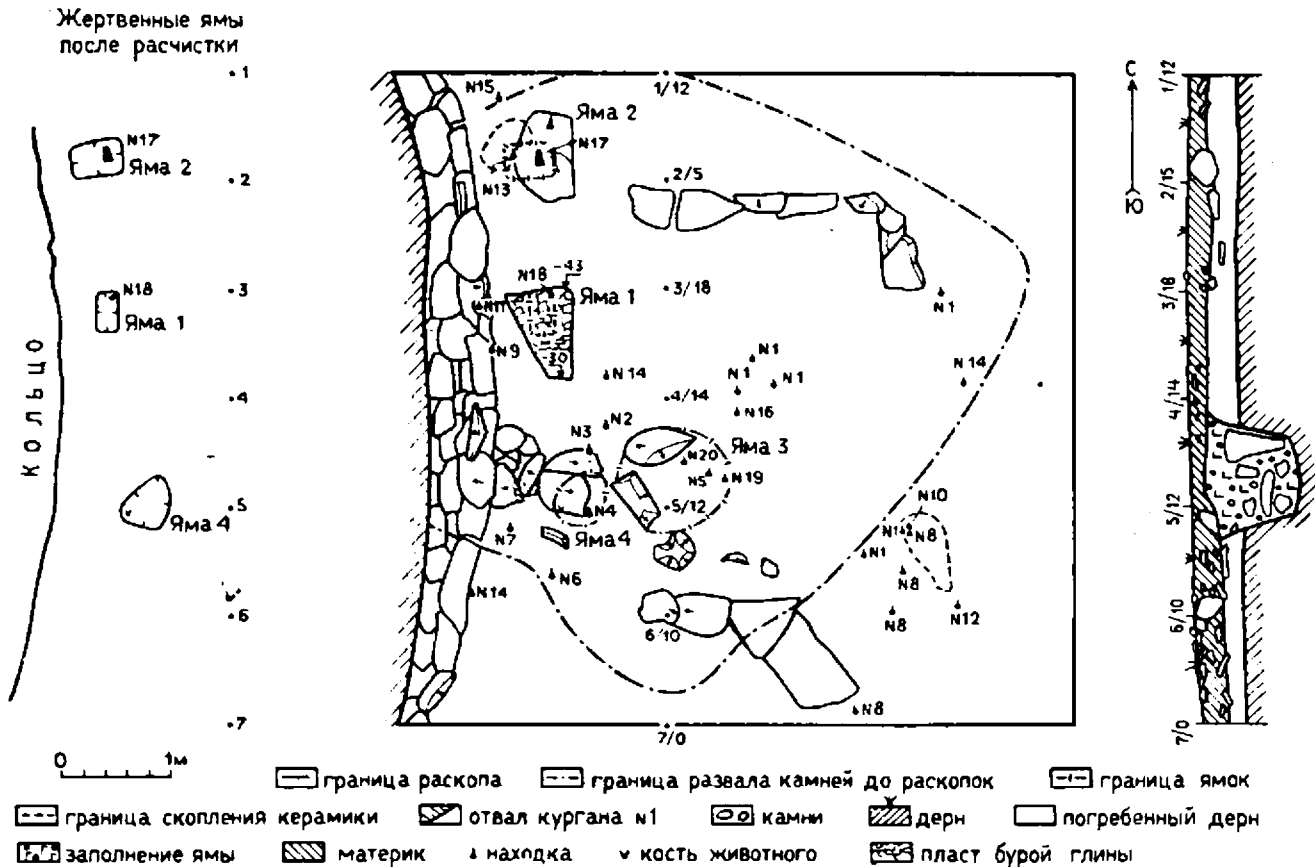 Жертвенные ямы
после расчистки
1
2
3
4
5
6
7
N17
Яма 2
N18
Яма 1
Яма 4
КОЛЬЦО
0 1м
N15
1/12
Яма 2
N17
N13
2/5
N18
-43
Яма 1
3/18
N1
N11
-30
N9
N14
N1
N1
N1
N14
4/14
N16
N2
N3
Яма 3
N20
N5
N19
5/12
N10
N4
N14
N8
N7
Яма 4
N1
N8
N6
N14
N8
N12
6/10
N8
7/0
С
Ю
1/12
2/15
3/18
4/14
5/12
6/10
7/0
граница раскопа
граница развала камней до раскопок
граница ямок
граница скопления керамики
отвал кургана N1
камни
дерн
погребенный дерн
заполнение ямы
материк
находка
кость животного
пласт бурой глины